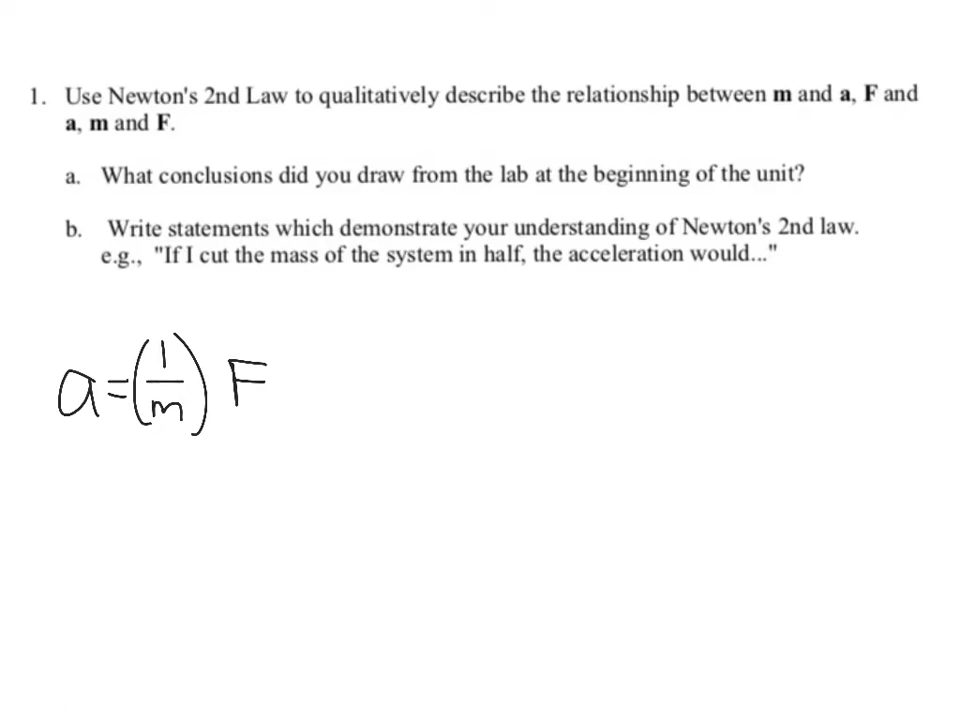 1. Use Newton's 2nd Law to qualitatively describe the relationship between m and a, F and
a, m and F.
a. What conclusions did you draw from the lab at the beginning of the unit?
b. Write statements which demonstrate your understanding of Newton's 2nd law.
e.g., "If I cut the mass of the system in half, the acceleration would..."
a=(1/m) F